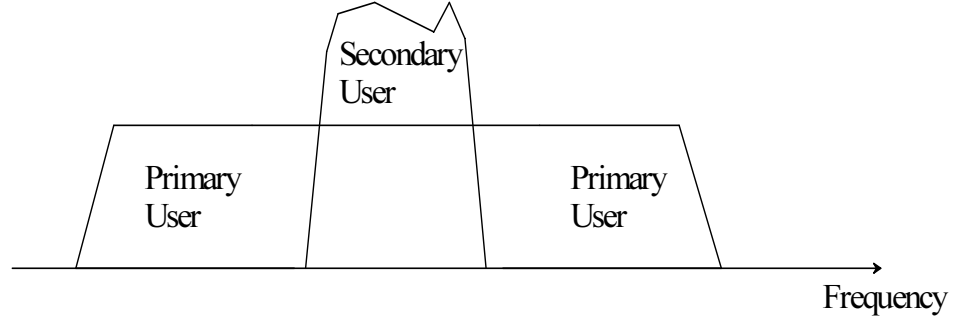 Secondary
User
Primary
User
Primary
User
Frequency